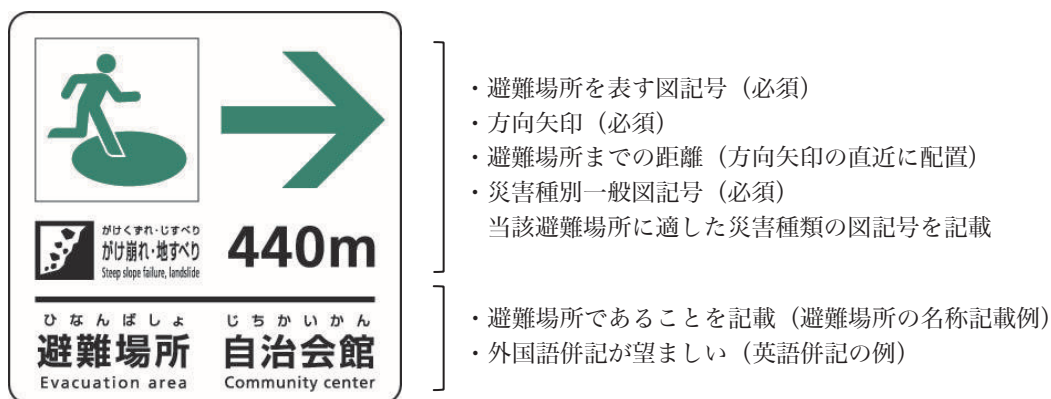 がけくずれ・じすべり
がけ崩れ・地すべり
Steep slope failure, landslide
440m
ひなんばしょ
避難場所
Evacuation area
じちかいかん
自治会館
Community center
・避難場所を表す図記号（必須）
・方向矢印（必須）
・避難場所までの距離（方向矢印の直近に配置）
・災害種別一般図記号（必須）
当該避難場所に適した災害種類の図記号を記載
・避難場所であることを記載（避難場所の名称記載例）
・外国語併記が望ましい（英語併記の例）